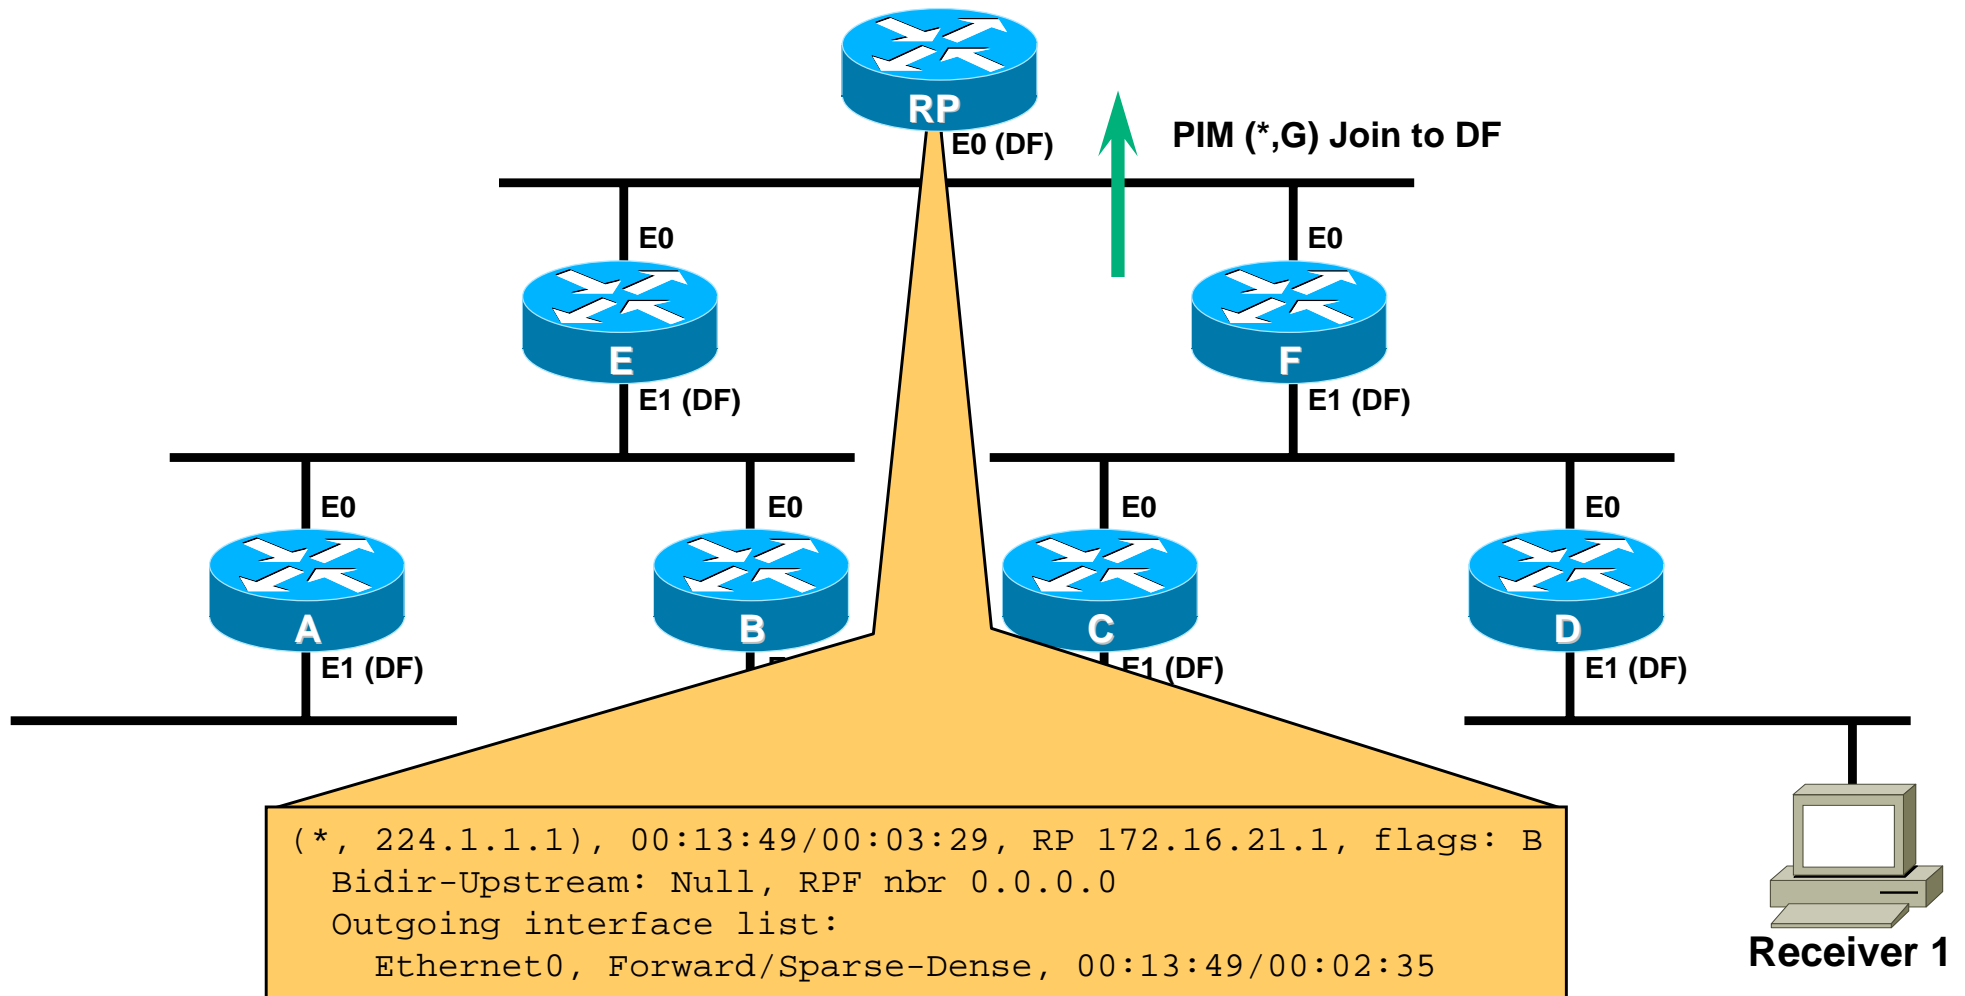 RP
E0 (DF)
PIM (*,G) Join to DF
E0
E0
E
F
E1 (DF)
E1 (DF)
E0
E0
E0
E0
A
B
C
D
E1 (DF)
E1 (DF)
E1 (DF)
(*, 224.1.1.1), 00:13:49/00:03:29, RP 172.16.21.1, flags: B
Bidir-Upstream: Null, RPF nbr 0.0.0.0
Outgoing interface list:
Ethernet0, Forward/Sparse-Dense, 00:13:49/00:02:35
Receiver 1